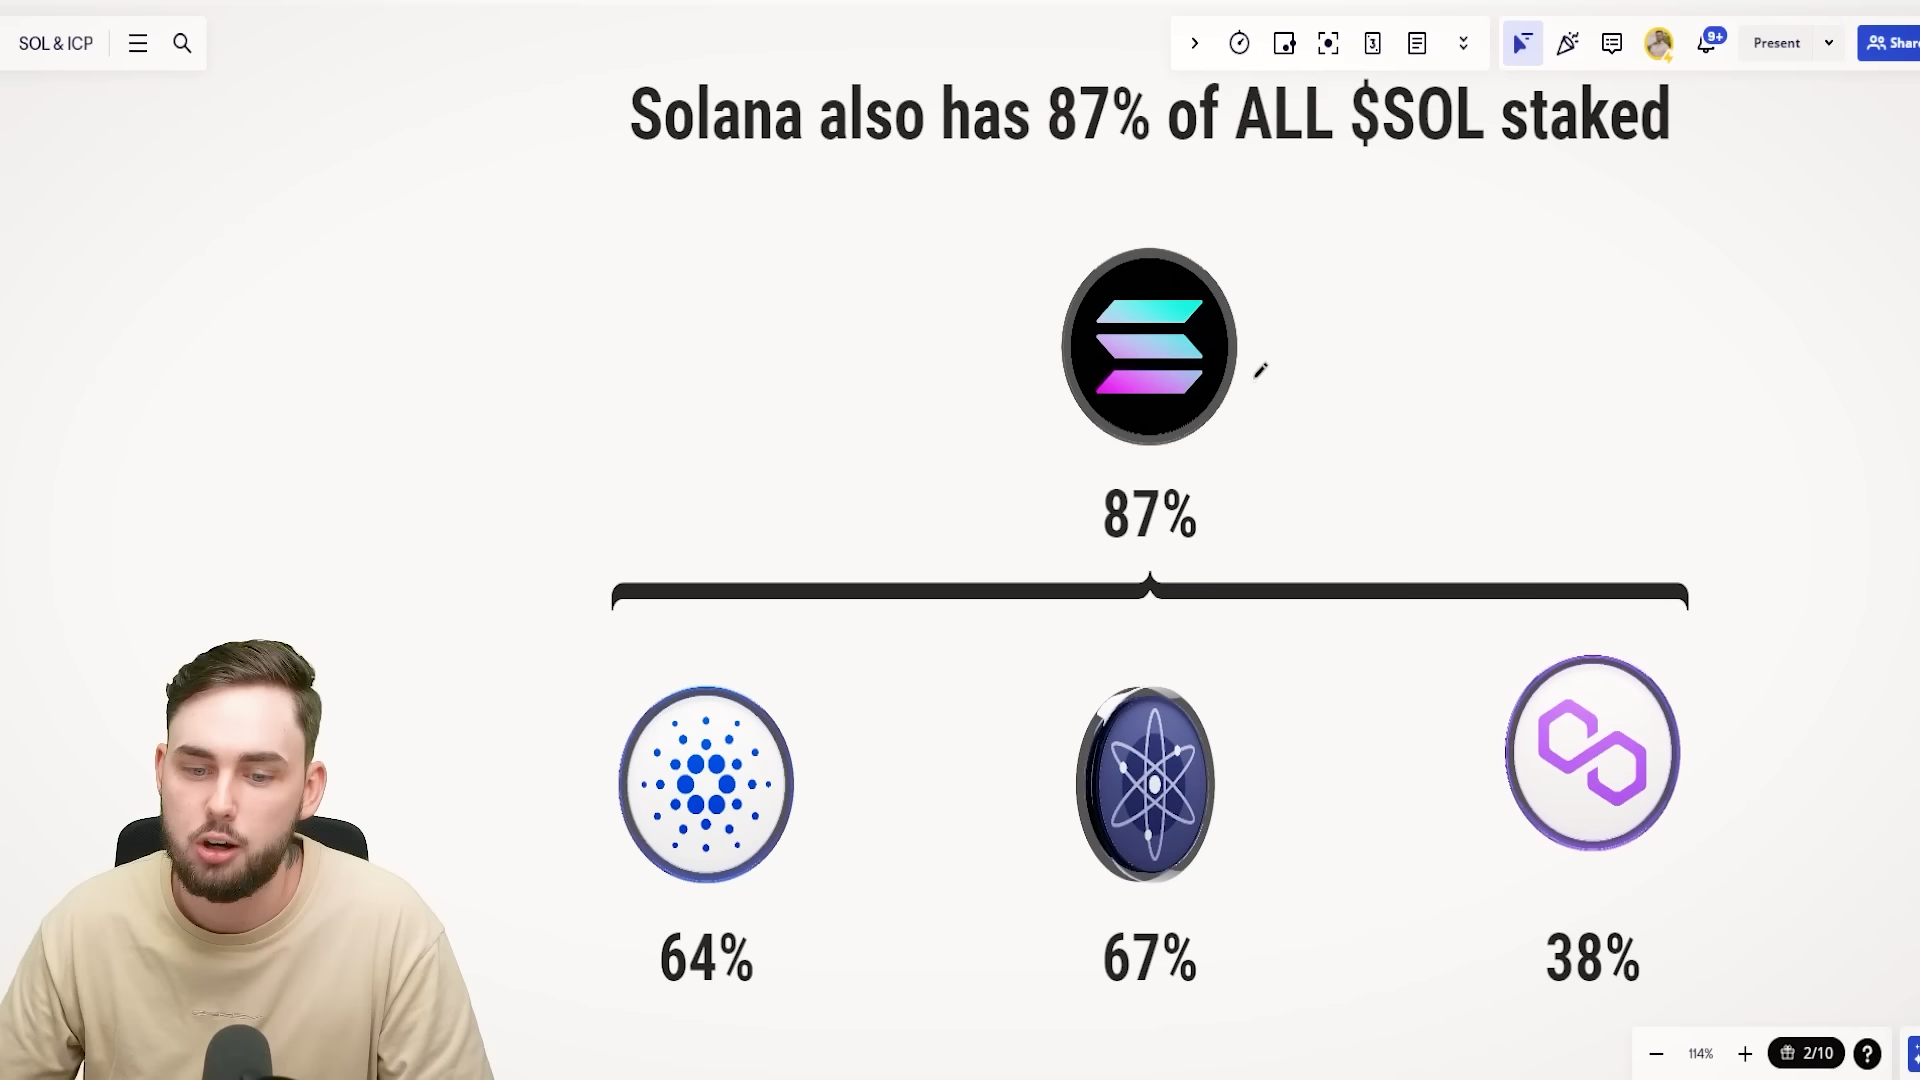 SOL & ICP
9+
Present
Share
Solana also has 87% of ALL $SOL staked
87%
64%
67%
38%
114%
2/10